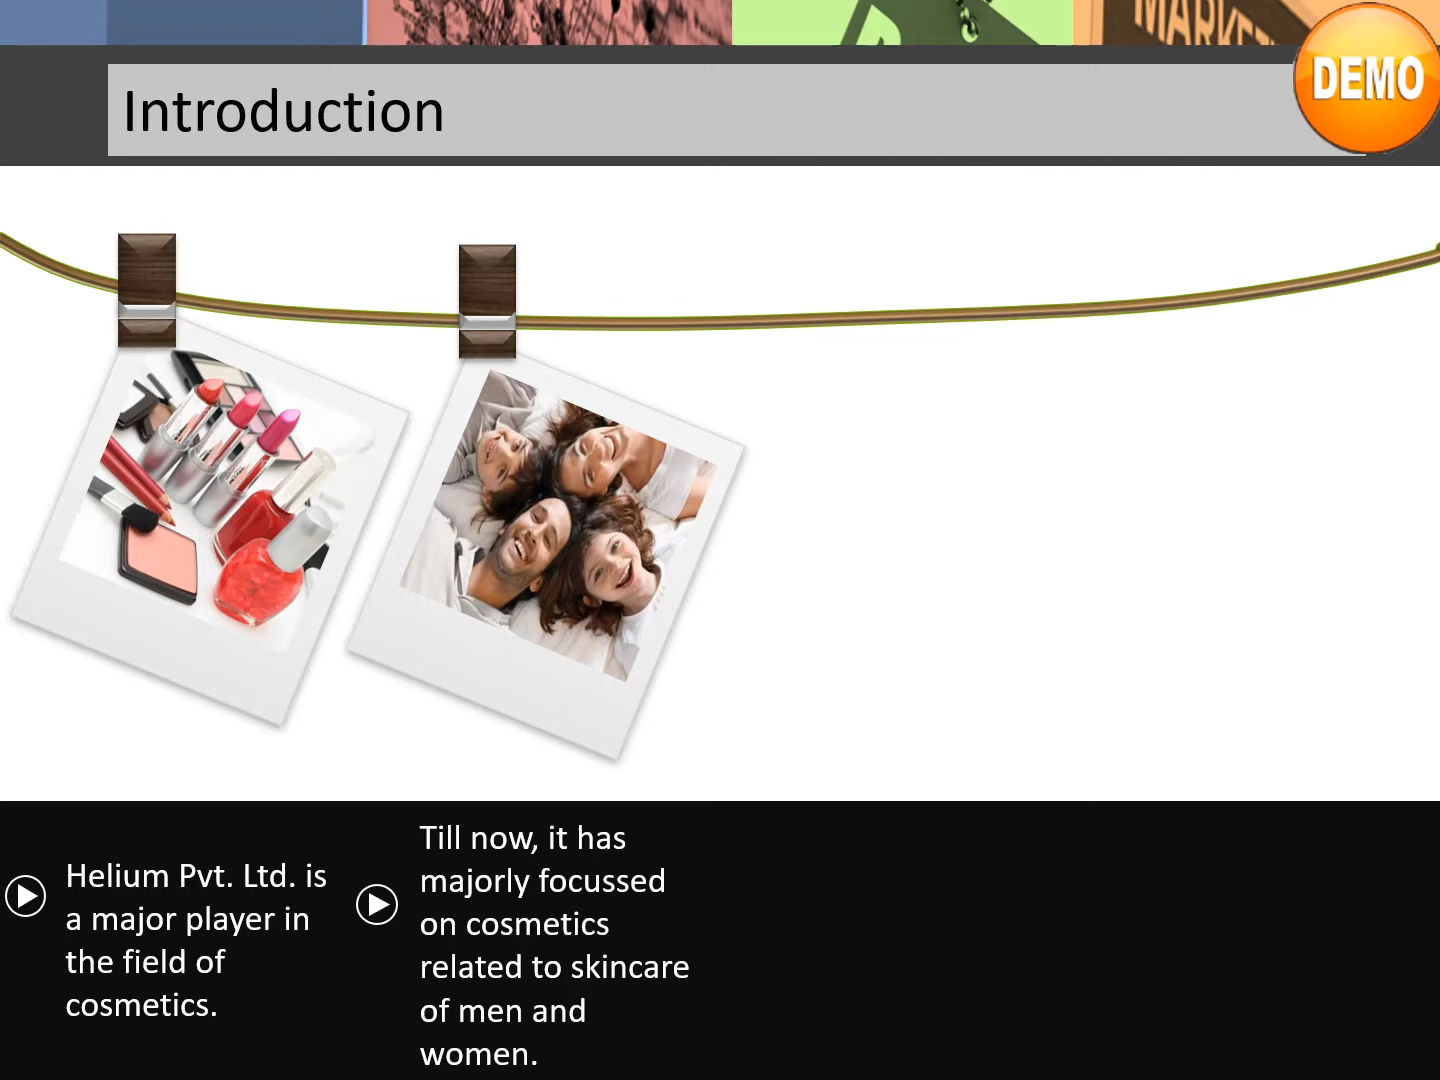 MARKET
DEMO
Introduction
Helium Pvt. Ltd. is
a major player in
the field of
cosmetics.
Till now, it has
majorly focussed
on cosmetics
related to skincare
of men and
women.